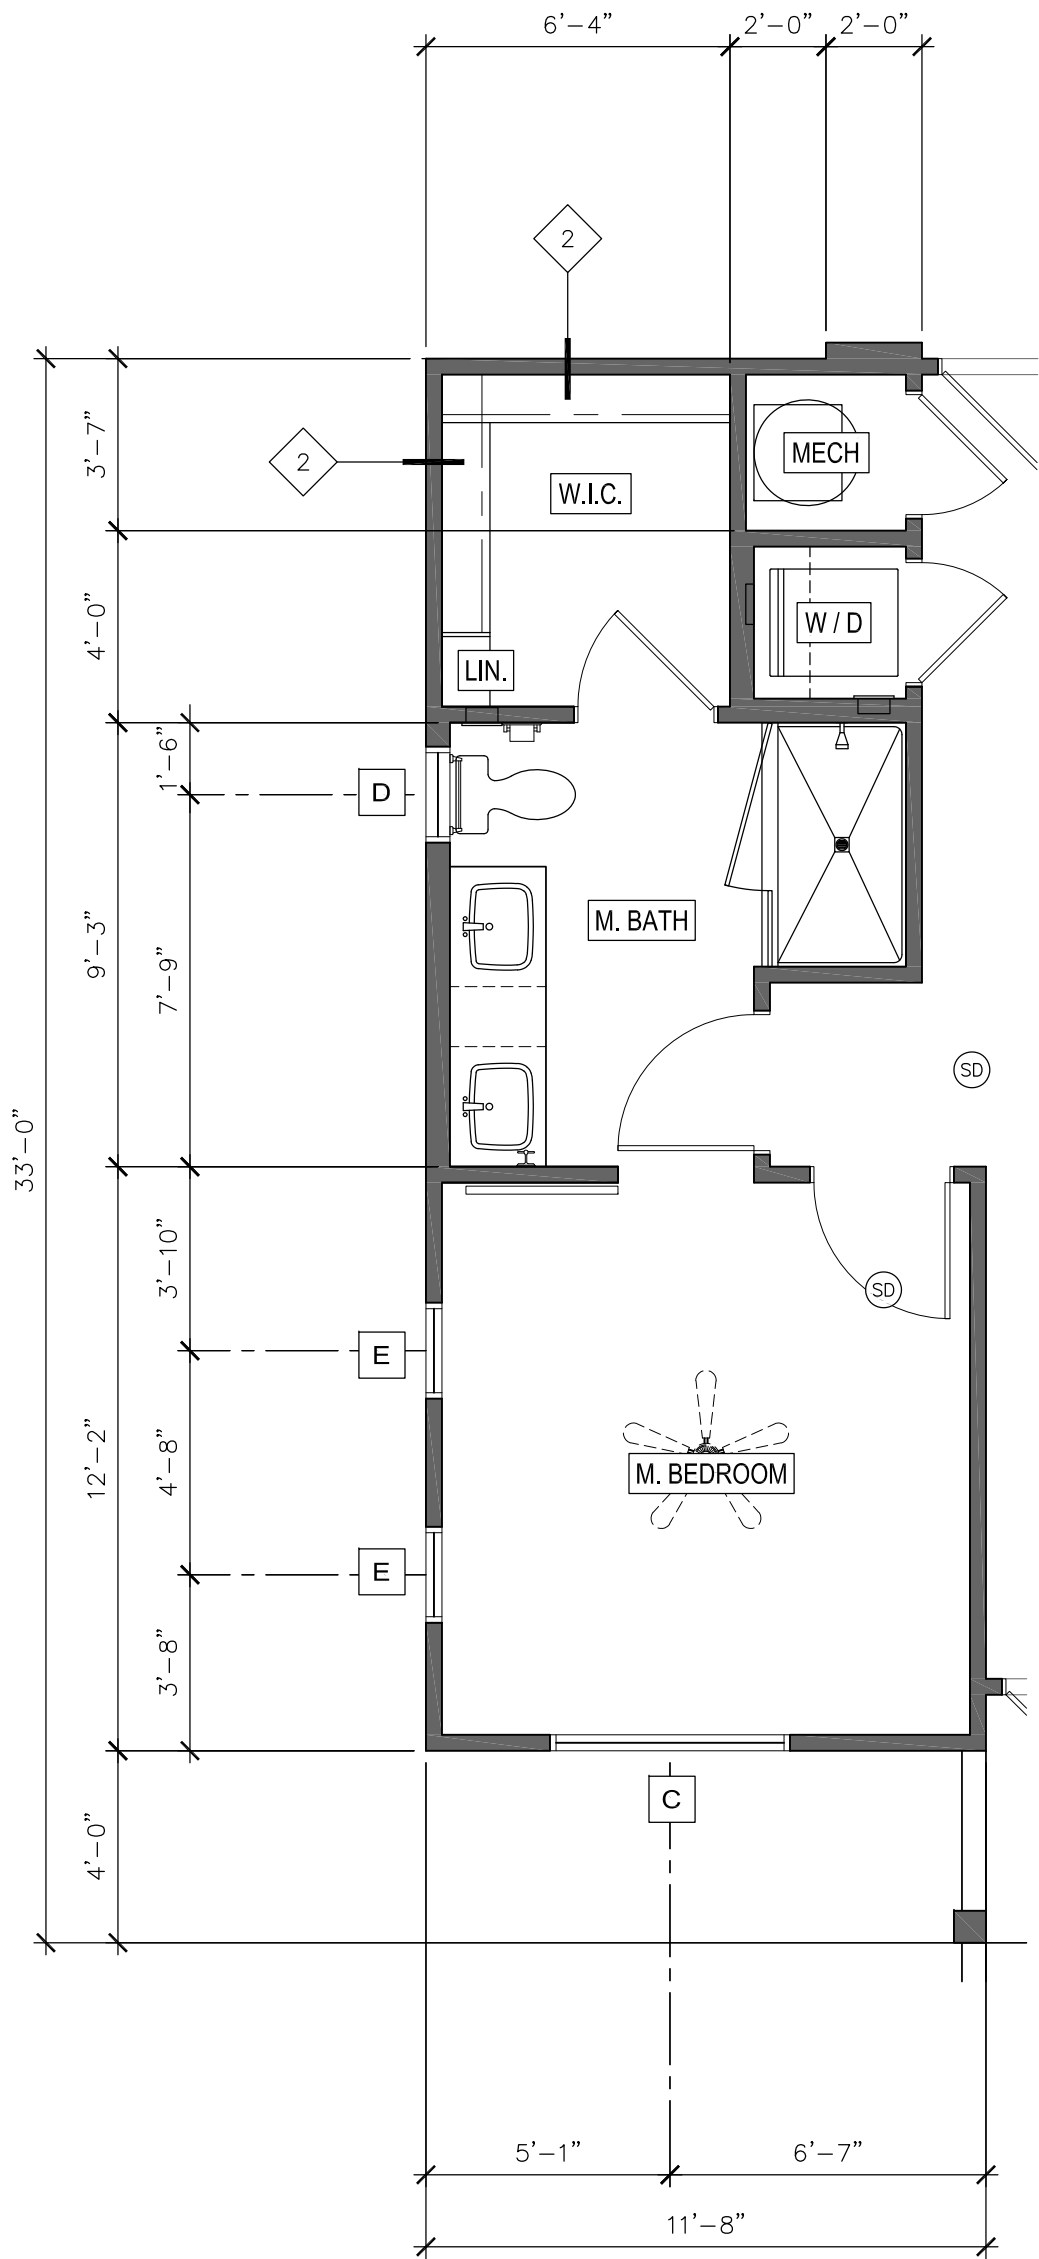 6'-4" 2'-0" 2'-0"
2
3'-7"
MECH
2
W.I.C.
4'-0"
W / D
LIN.
1'-6"
D
M. BATH
9'-3"
7'-9"
SD
33'-0"
3'-10"
SD
E
12'-2"
4'-8"
M. BEDROOM
E
3'-8"
C
4'-0"
5'-1" 6'-7"
11'-8"